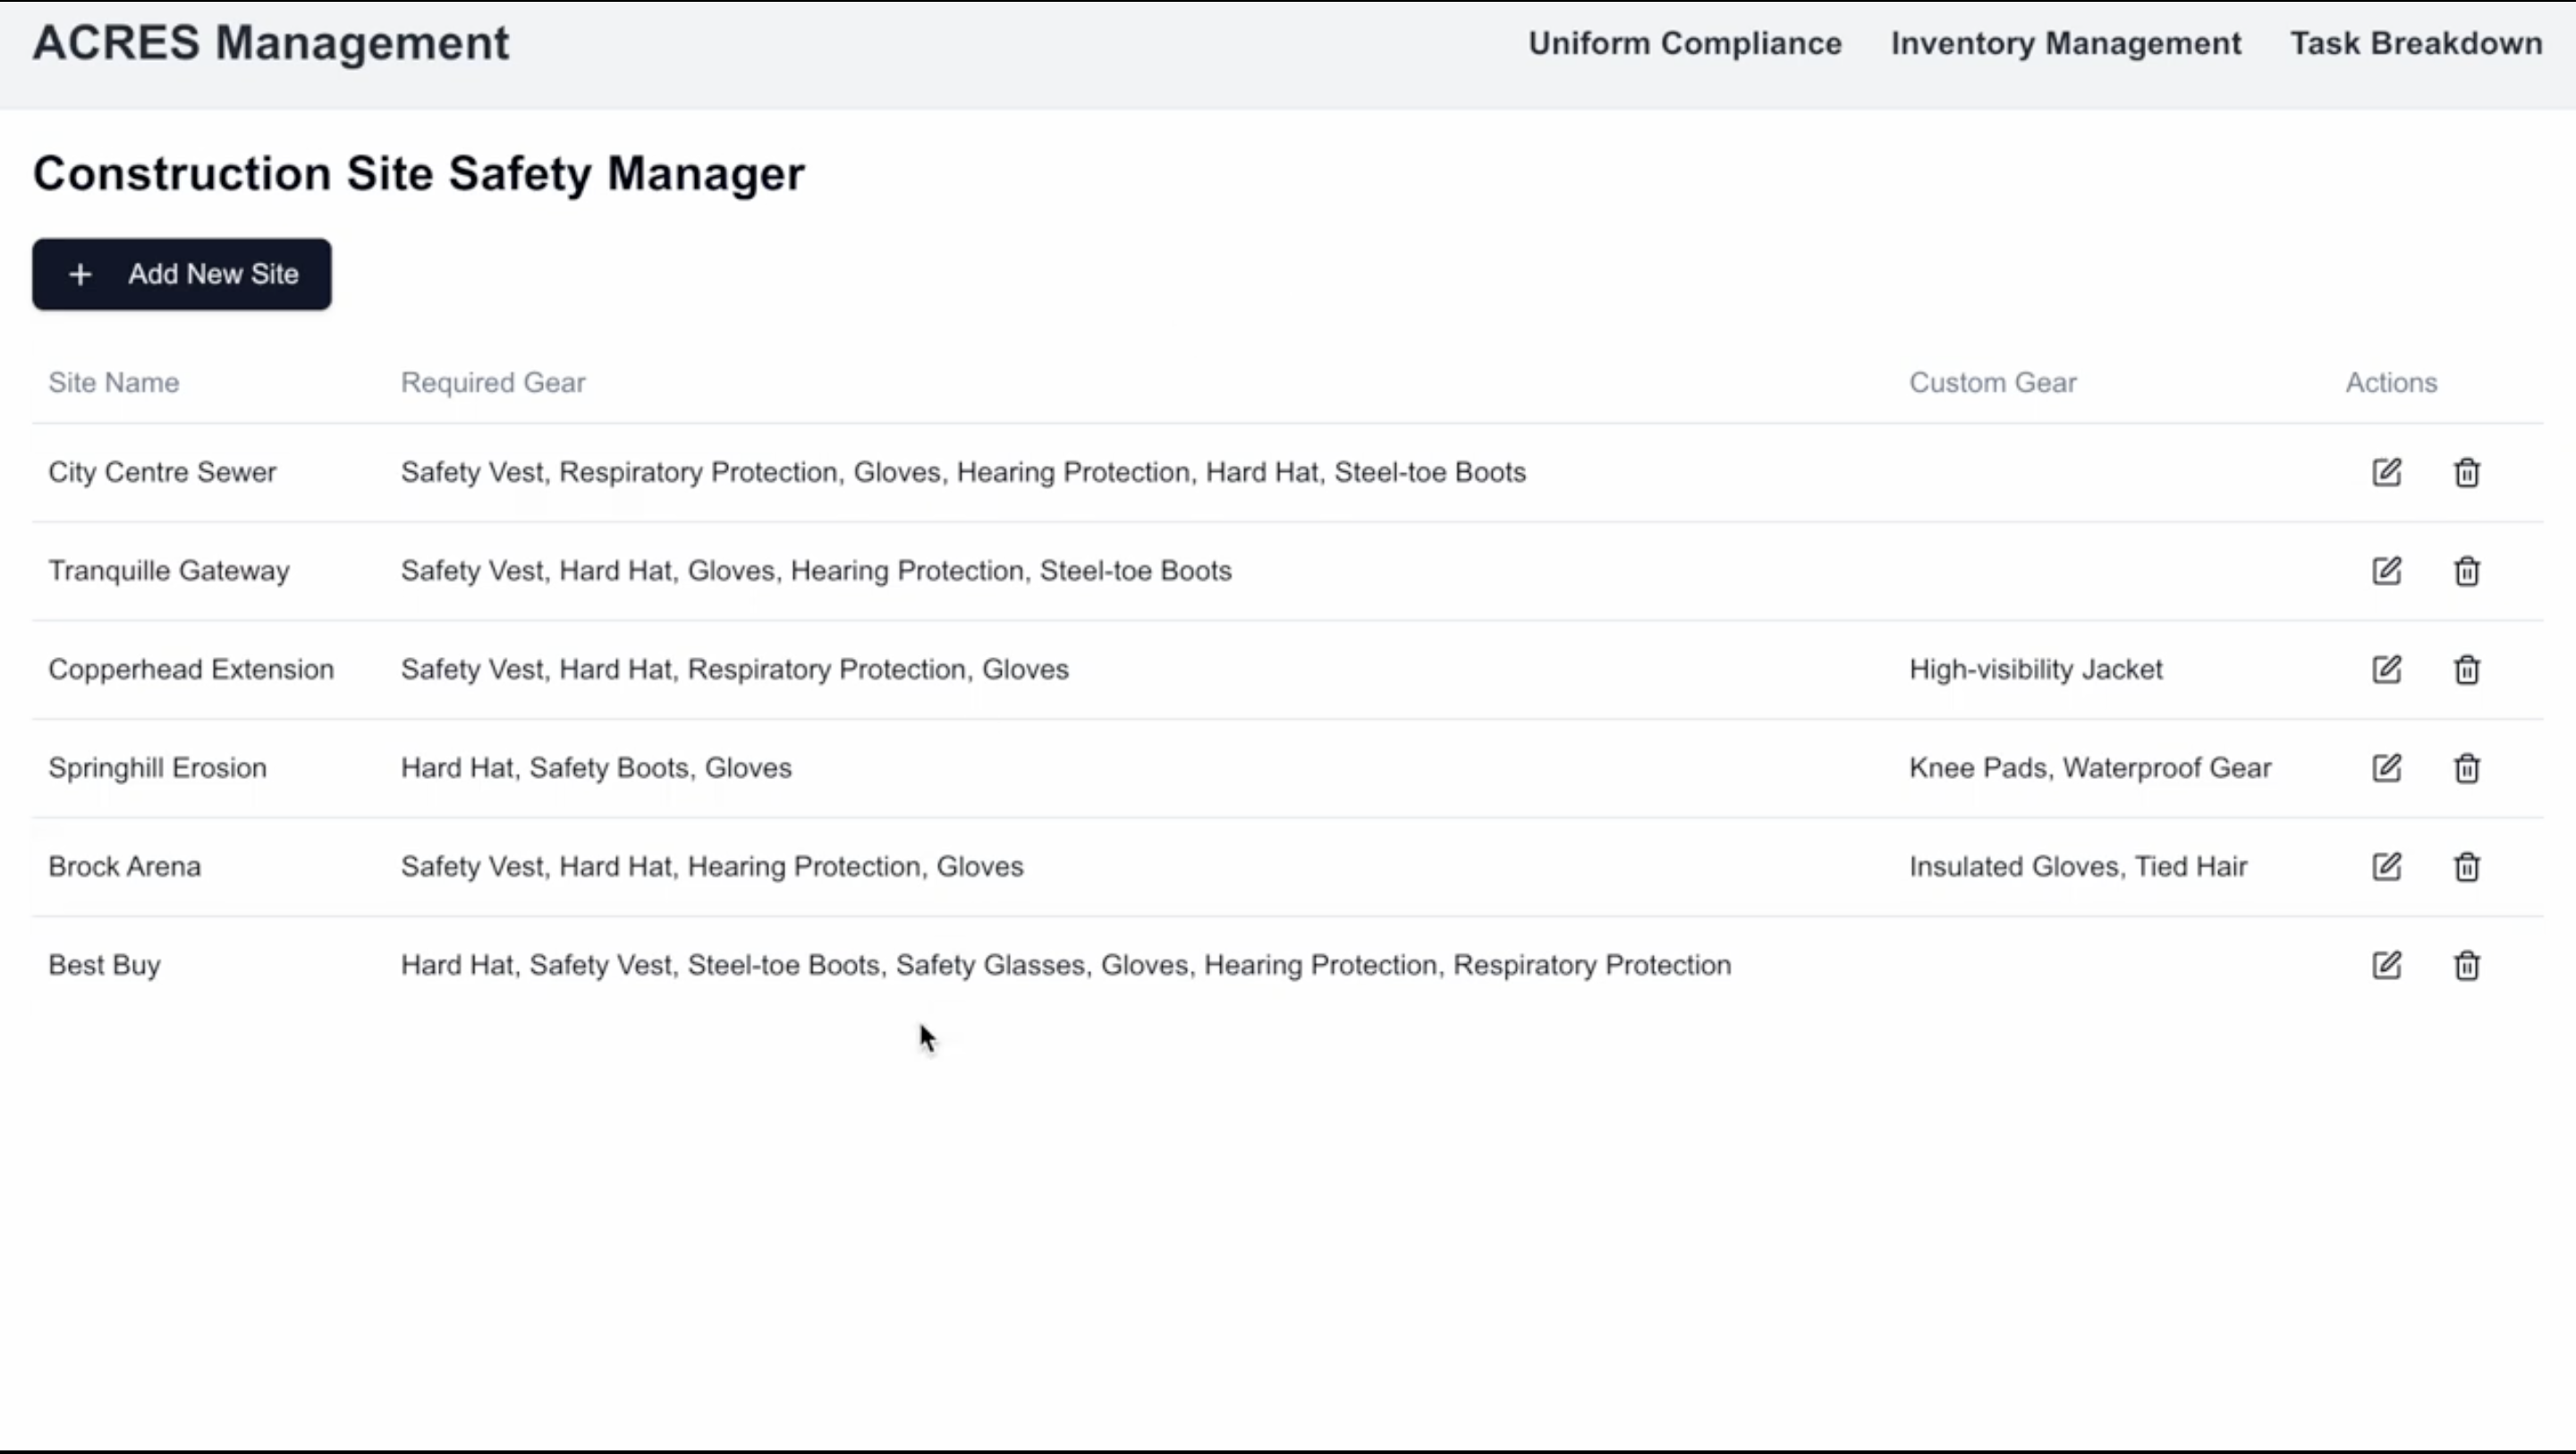 ACRES Management Uniform Compliance Inventory Management Task Breakdown
Construction Site Safety Manager
+ Add New Site
Site Name Required Gear Custom Gear Actions
City Centre Sewer Safety Vest, Respiratory Protection, Gloves, Hearing Protection, Hard Hat, Steel-toe Boots
Tranquille Gateway Safety Vest, Hard Hat, Gloves, Hearing Protection, Steel-toe Boots
Copperhead Extension Safety Vest, Hard Hat, Respiratory Protection, Gloves High-visibility Jacket
Springhill Erosion Hard Hat, Safety Boots, Gloves Knee Pads, Waterproof Gear
Brock Arena Safety Vest, Hard Hat, Hearing Protection, Gloves Insulated Gloves, Tied Hair
Best Buy Hard Hat, Safety Vest, Steel-toe Boots, Safety Glasses, Gloves, Hearing Protection, Respiratory Protection